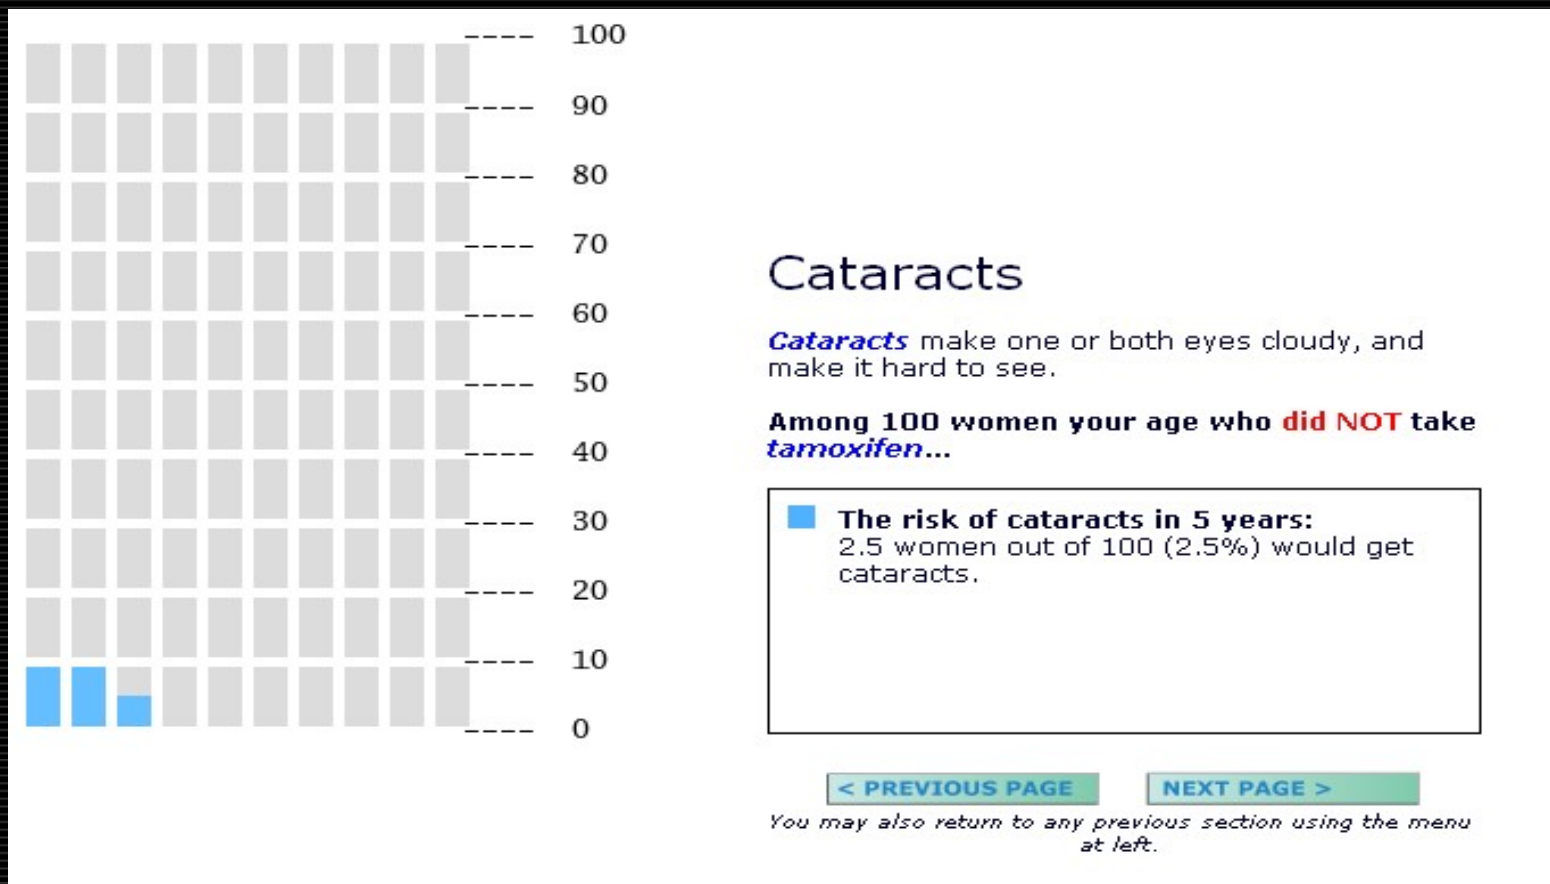 ---- 100
---- 90
---- 80
---- 70
---- 60
---- 50
---- 40
---- 30
---- 20
---- 10
---- 0
Cataracts
Cataracts make one or both eyes cloudy, and
make it hard to see.
Among 100 women your age who did NOT take
tamoxifen...
The risk of cataracts in 5 years:
2.5 women out of 100 (2.5%) would get
cataracts.
< PREVIOUS PAGE NEXT PAGE >
You may also return to any previous section using the menu
at left.